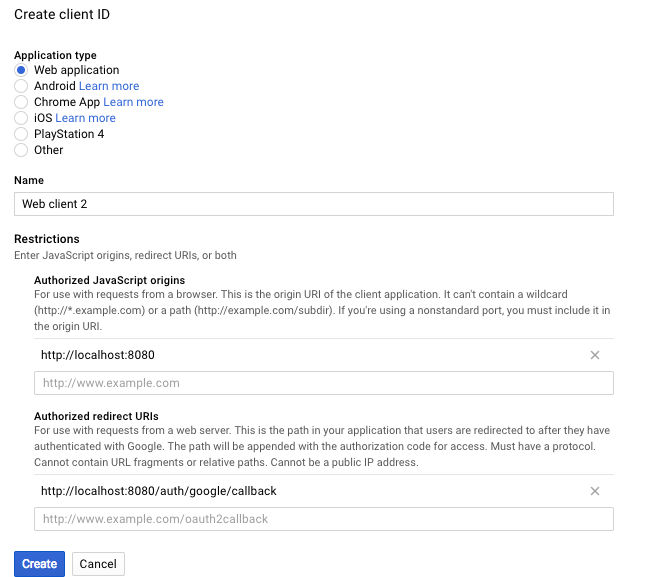 Create client ID
Application type
Web application
Android Learn more
Chrome App Learn more
iOS Learn more
PlayStation 4
Other
Name
Web client 2
Restrictions
Enter JavaScript origins, redirect URIs, or both
Authorized JavaScript origins
For use with requests from a browser. This is the origin URI of the client application. It can't contain a wildcard
(http://*.example.com) or a path (http://example.com/subdir). If you're using a nonstandard port, you must include it in
the origin URI.
http://localhost:8080
http://www.example.com
Authorized redirect URIs
For use with requests from a web server. This is the path in your application that users are redirected to after they have
authenticated with Google. The path will be appended with the authorization code for access. Must have a protocol.
Cannot contain URL fragments or relative paths. Cannot be a public IP address.
http://localhost:8080/auth/google/callback
http://www.example.com/oauth2callback
Create Cancel